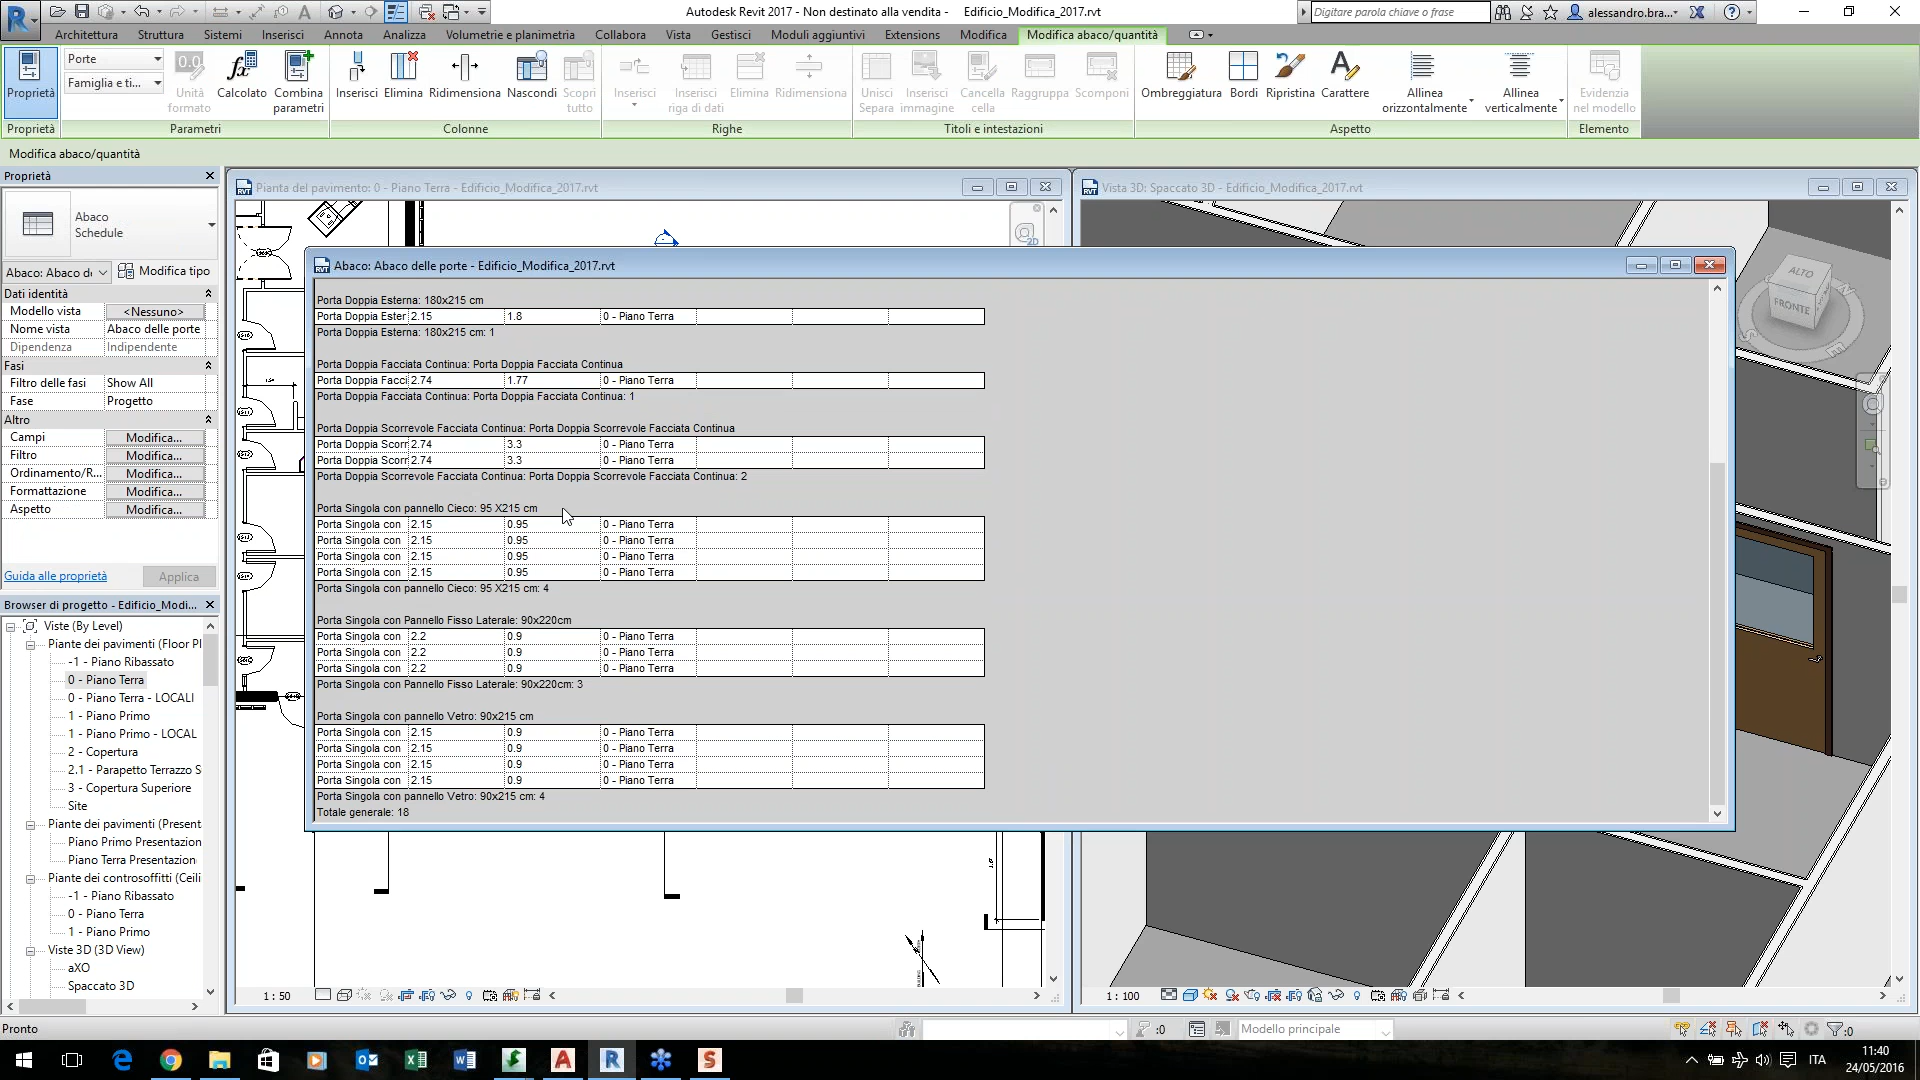 Autodesk Revit 2017 - Non destinato alla vendita - Edificio_Modifica_2017.rvt
Digitare parola chiave o frase
alessandro.bra...
Architettura Struttura Sistemi Inserisci Annota Analizza Volumetrie e planimetria Collabora Vista Gestisci Moduli aggiuntivi Extensions Modifica Modifica abaco/quantità
Porte
Famiglia e ti...
Proprietà
Unità formato
Calcolato
Combina parametri
Inserisci
Elimina
Ridimensiona
Nascondi
Scopri tutto
Inserisci
Inserisci riga di dati
Elimina
Ridimensiona
Unisci Separa
Inserisci immagine
Cancella cella
Raggruppa
Scomponi
Ombreggiatura
Bordi
Ripristina
Carattere
Allinea orizzontalmente
Allinea verticalmente
Evidenzia nel modello
Proprietà Parametri Colonne Righe Titoli e intestazioni Aspetto Elemento
Modifica abaco/quantità
Proprietà
Abaco
Schedule
Abaco: Abaco de
Modifica tipo
Dati identità
Modello vista <Nessuno>
Nome vista Abaco delle porte
Dipendenza Indipendente
Fasi
Filtro delle fasi Show All
Fase Progetto
Altro
Campi Modifica...
Filtro Modifica...
Ordinamento/R... Modifica...
Formattazione Modifica...
Aspetto Modifica...
Guida alle proprietà
Applica
Browser di progetto - Edificio_Modi...
Viste (By Level)
Piante dei pavimenti (Floor Pl
-1 - Piano Ribassato
0 - Piano Terra
0 - Piano Terra - LOCALI
1 - Piano Primo
1 - Piano Primo - LOCAL
2 - Copertura
2.1 - Parapetto Terrazzo S
3 - Copertura Superiore
Site
Piante dei pavimenti (Present
Piano Primo Presentazion
Piano Terra Presentazion
Piante dei controsoffitti (Ceili
-1 - Piano Ribassato
0 - Piano Terra
1 - Piano Primo
Viste 3D (3D View)
aXO
Spaccato 3D
Pianta del pavimento: 0 - Piano Terra - Edificio_Modifica_2017.rvt
Vista 3D: Spaccato 3D - Edificio_Modifica_2017.rvt
2D
ALTO
FRONTE
Abaco: Abaco delle porte - Edificio_Modifica_2017.rvt
Porta Doppia Esterna: 180x215 cm
Porta Doppia Ester 2.15 1.8 0 - Piano Terra
Porta Doppia Esterna: 180x215 cm: 1
Porta Doppia Facciata Continua: Porta Doppia Facciata Continua
Porta Doppia Facci 2.74 1.77 0 - Piano Terra
Porta Doppia Facciata Continua: Porta Doppia Facciata Continua: 1
Porta Doppia Scorrevole Facciata Continua: Porta Doppia Scorrevole Facciata Continua
Porta Doppia Scorr 2.74 3.3 0 - Piano Terra
Porta Doppia Scorr 2.74 3.3 0 - Piano Terra
Porta Doppia Scorrevole Facciata Continua: Porta Doppia Scorrevole Facciata Continua: 2
Porta Singola con pannello Cieco: 95 X215 cm
Porta Singola con 2.15 0.95 0 - Piano Terra
Porta Singola con 2.15 0.95 0 - Piano Terra
Porta Singola con 2.15 0.95 0 - Piano Terra
Porta Singola con 2.15 0.95 0 - Piano Terra
Porta Singola con pannello Cieco: 95 X215 cm: 4
Porta Singola con Pannello Fisso Laterale: 90x220cm
Porta Singola con 2.2 0.9 0 - Piano Terra
Porta Singola con 2.2 0.9 0 - Piano Terra
Porta Singola con 2.2 0.9 0 - Piano Terra
Porta Singola con Pannello Fisso Laterale: 90x220cm: 3
Porta Singola con pannello Vetro: 90x215 cm
Porta Singola con 2.15 0.9 0 - Piano Terra
Porta Singola con 2.15 0.9 0 - Piano Terra
Porta Singola con 2.15 0.9 0 - Piano Terra
Porta Singola con 2.15 0.9 0 - Piano Terra
Porta Singola con pannello Vetro: 90x215 cm: 4
Totale generale: 18
1 : 50
1 : 100
Pronto
:0
Modello principale
:0
ITA
11:40
24/05/2016